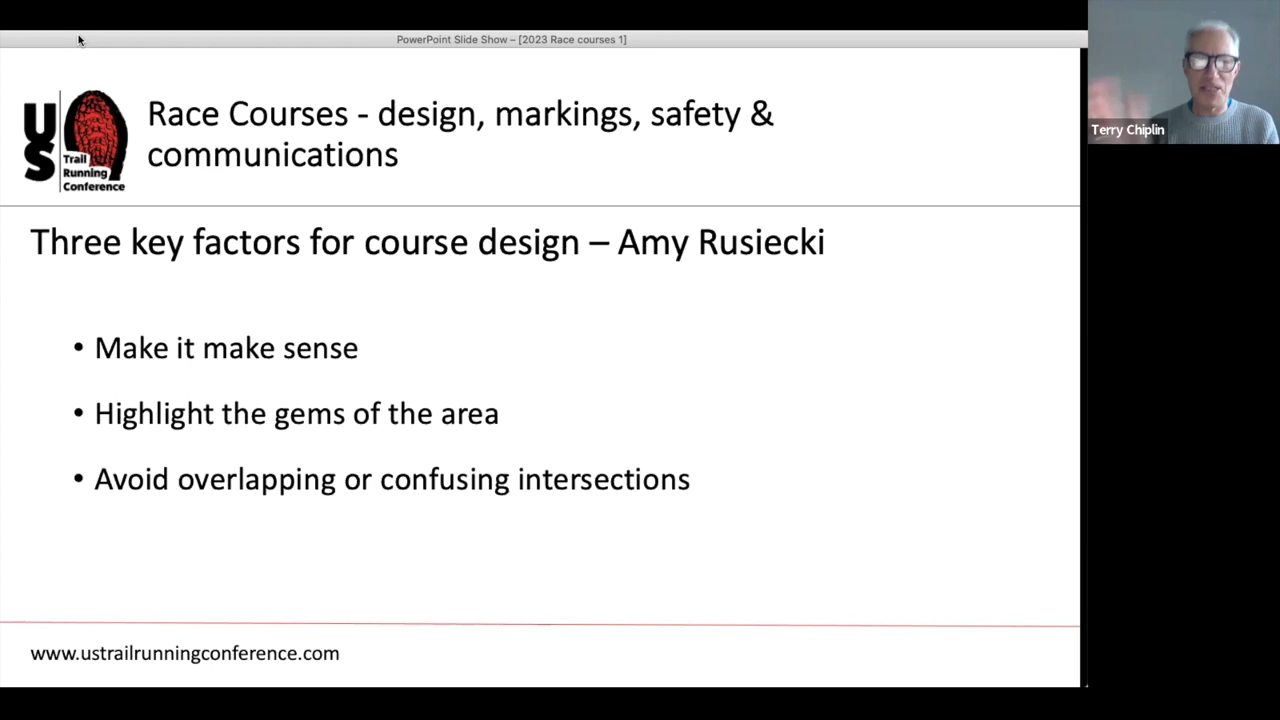 PowerPoint Slide Show – [2023 Race courses 1]
US
Trail
Running
Conference
Race Courses - design, markings, safety &
communications
Terry Chiplin
Three key factors for course design – Amy Rusiecki
• Make it make sense
• Highlight the gems of the area
• Avoid overlapping or confusing intersections
www.ustrailrunningconference.com